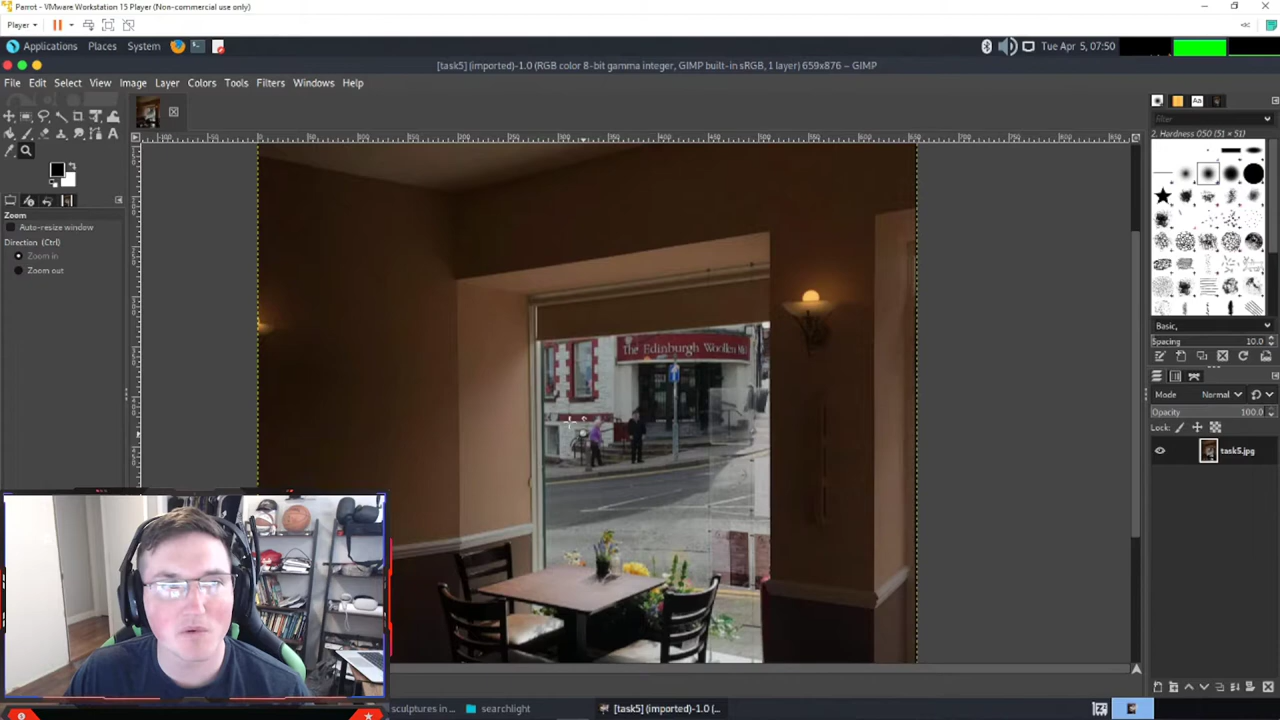 Parrot - VMware Workstation 15 Player (Non-commercial use only)
Player
Applications Places System
Tue Apr 5, 07:50
[task5] (imported)-1.0 (RGB color 8-bit gamma integer, GIMP built-in sRGB, 1 layer) 659x876 – GIMP
File Edit Select View Image Layer Colors Tools Filters Windows Help
Filter
2. Hardness 050 (51 × 51)
Zoom
Auto-resize window
Direction (Ctrl)
Zoom in
Zoom out
The Edinburgh Woollen Mill
Basic,
Spacing 10.0
Mode Normal
Opacity 100.0
Lock:
task5.jpg
sculptures in ...
searchlight
[task5] (imported)-1.0 (...